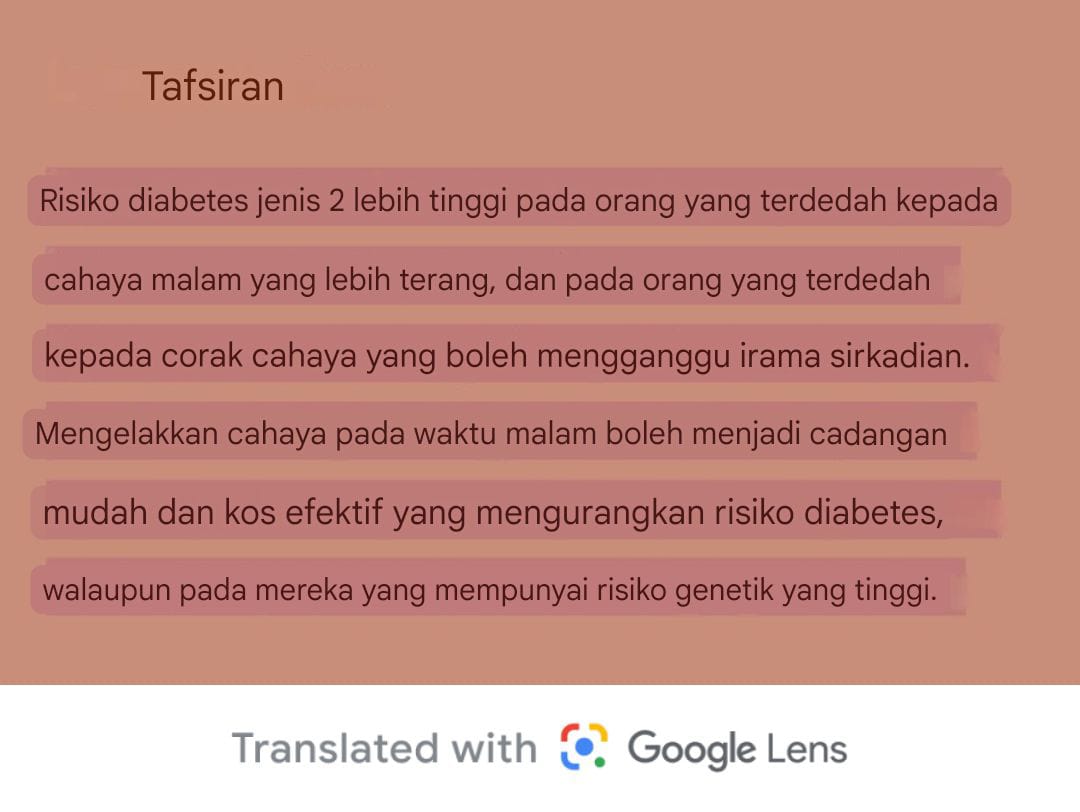 Tafsiran
Risiko diabetes jenis 2 lebih tinggi pada orang yang terdedah kepada
cahaya malam yang lebih terang, dan pada orang yang terdedah
kepada corak cahaya yang boleh mengganggu irama sirkadian.
Mengelakkan cahaya pada waktu malam boleh menjadi cadangan
mudah dan kos efektif yang mengurangkan risiko diabetes,
walaupun pada mereka yang mempunyai risiko genetik yang tinggi.
Translated with Google Lens